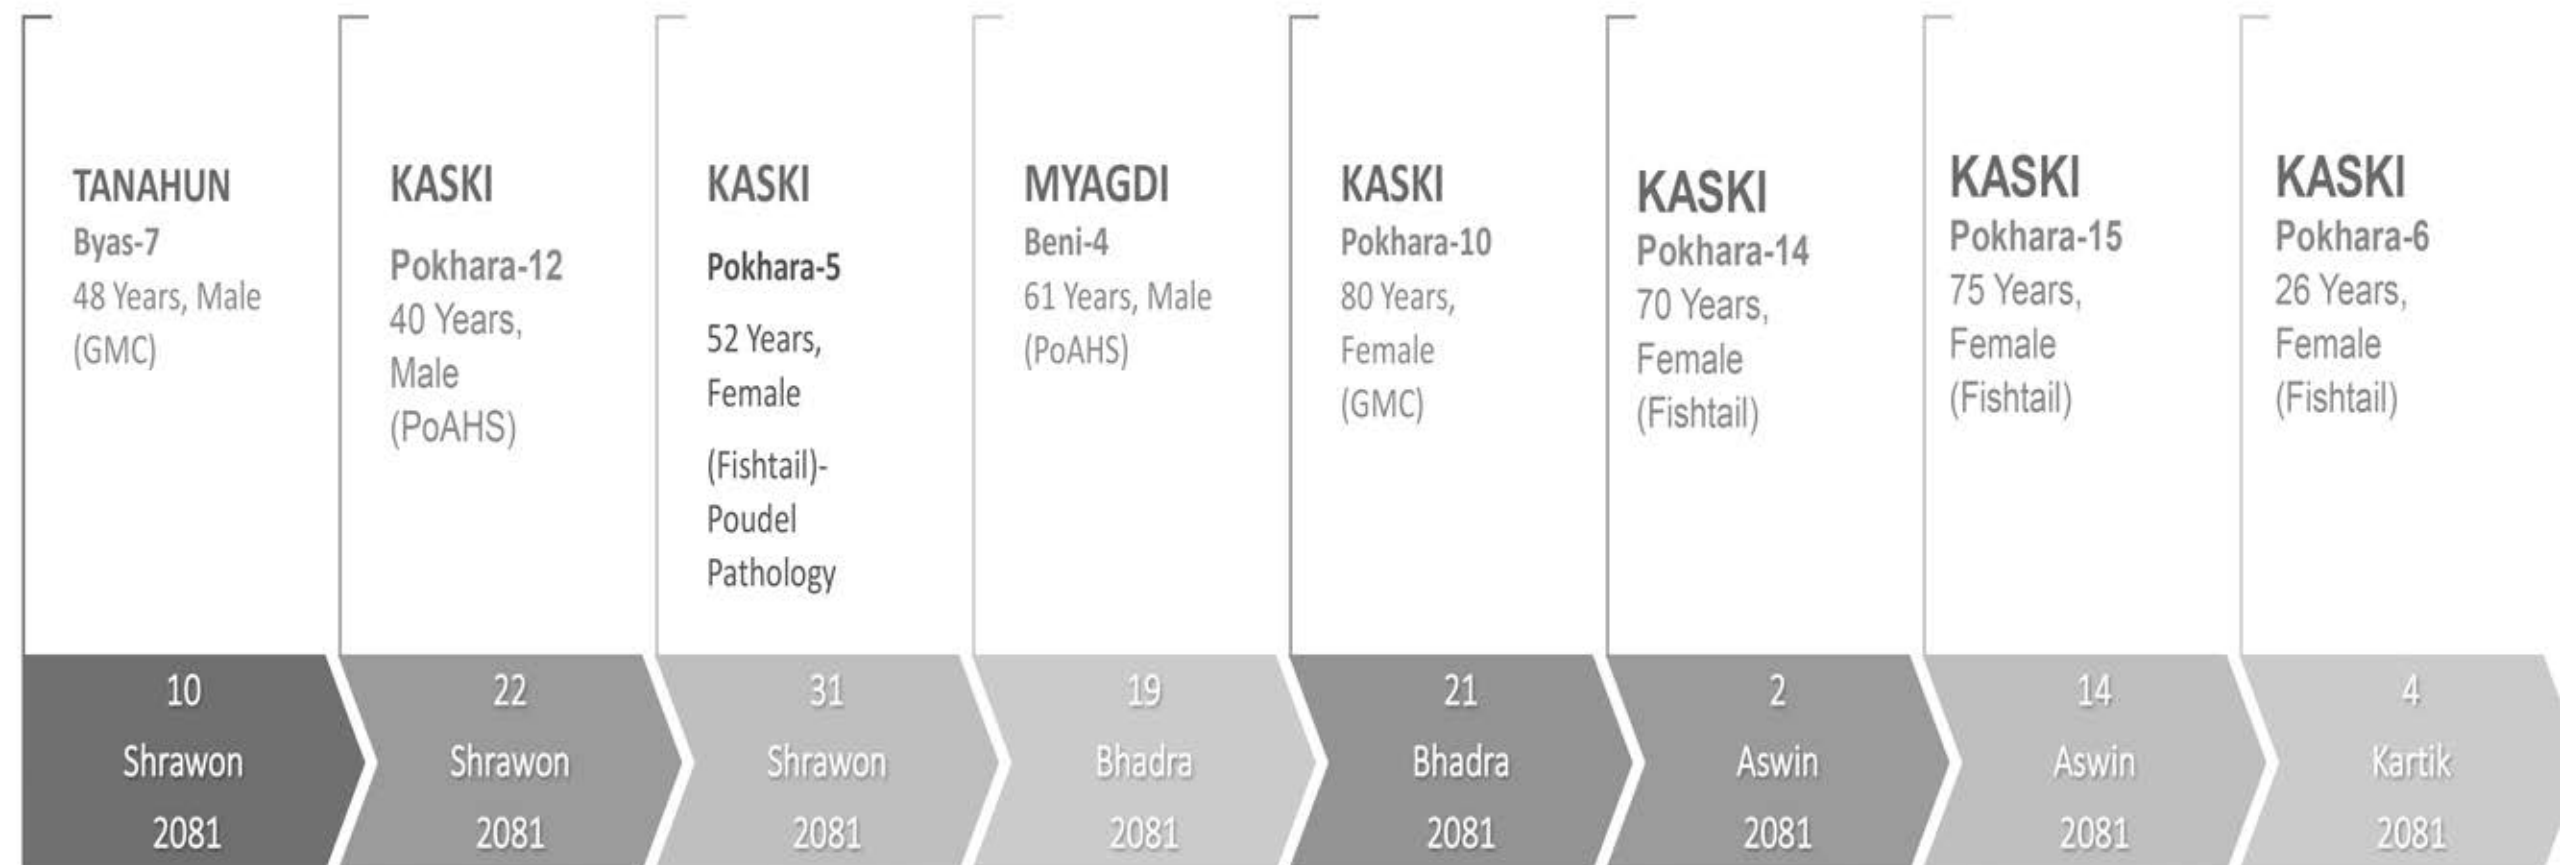 TANAHUN
Byas-7
48 Years, Male
(GMC)
10
Shrawon
2081
KASKI
Pokhara-12
40 Years,
Male
(PoAHS)
22
Shrawon
2081
KASKI
Pokhara-5
52 Years,
Female
(Fishtail)-
Poudel
Pathology
31
Shrawon
2081
MYAGDI
Beni-4
61 Years, Male
(PoAHS)
19
Bhadra
2081
KASKI
Pokhara-10
80 Years,
Female
(GMC)
21
Bhadra
2081
KASKI
Pokhara-14
70 Years,
Female
(Fishtail)
2
Aswin
2081
KASKI
Pokhara-15
75 Years,
Female
(Fishtail)
14
Aswin
2081
KASKI
Pokhara-6
26 Years,
Female
(Fishtail)
4
Kartik
2081